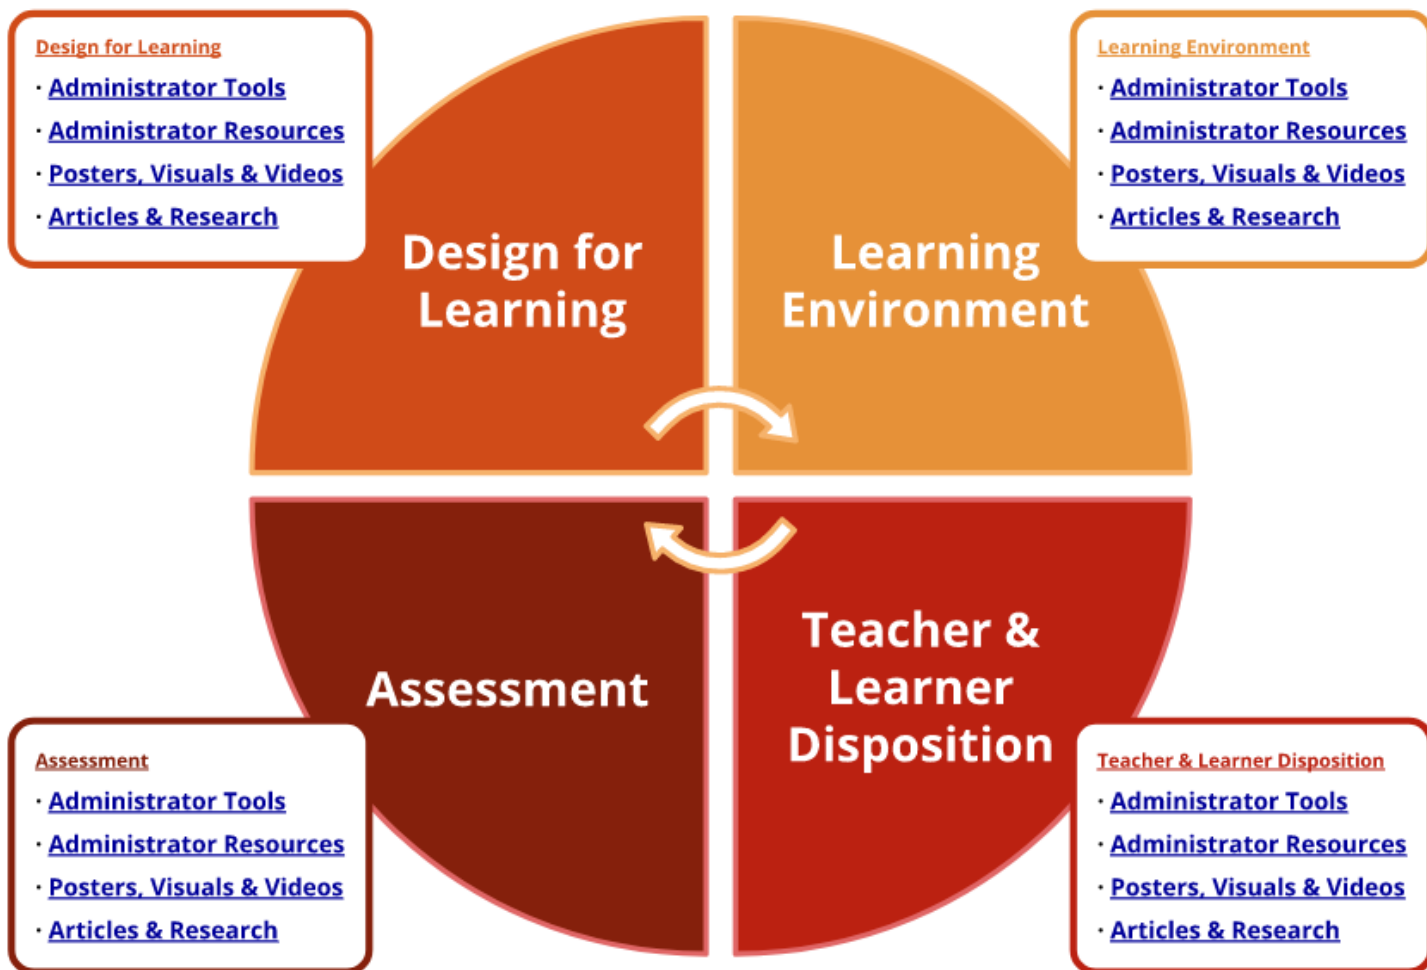 Design for Learning
· Administrator Tools
· Administrator Resources
· Posters, Visuals & Videos
· Articles & Research
Learning Environment
· Administrator Tools
· Administrator Resources
· Posters, Visuals & Videos
· Articles & Research
Design for
Learning
Learning
Environment
Assessment
Teacher &
Learner
Disposition
Assessment
· Administrator Tools
· Administrator Resources
· Posters, Visuals & Videos
· Articles & Research
Teacher & Learner Disposition
· Administrator Tools
· Administrator Resources
· Posters, Visuals & Videos
· Articles & Research